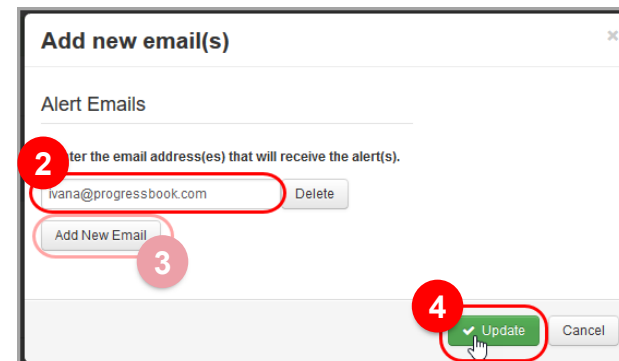 Add new email(s)
×
Alert Emails
ter the email address(es) that will receive the alert(s).
2
ivana@progressbook.com Delete
Add New Email
3
4
Update Cancel